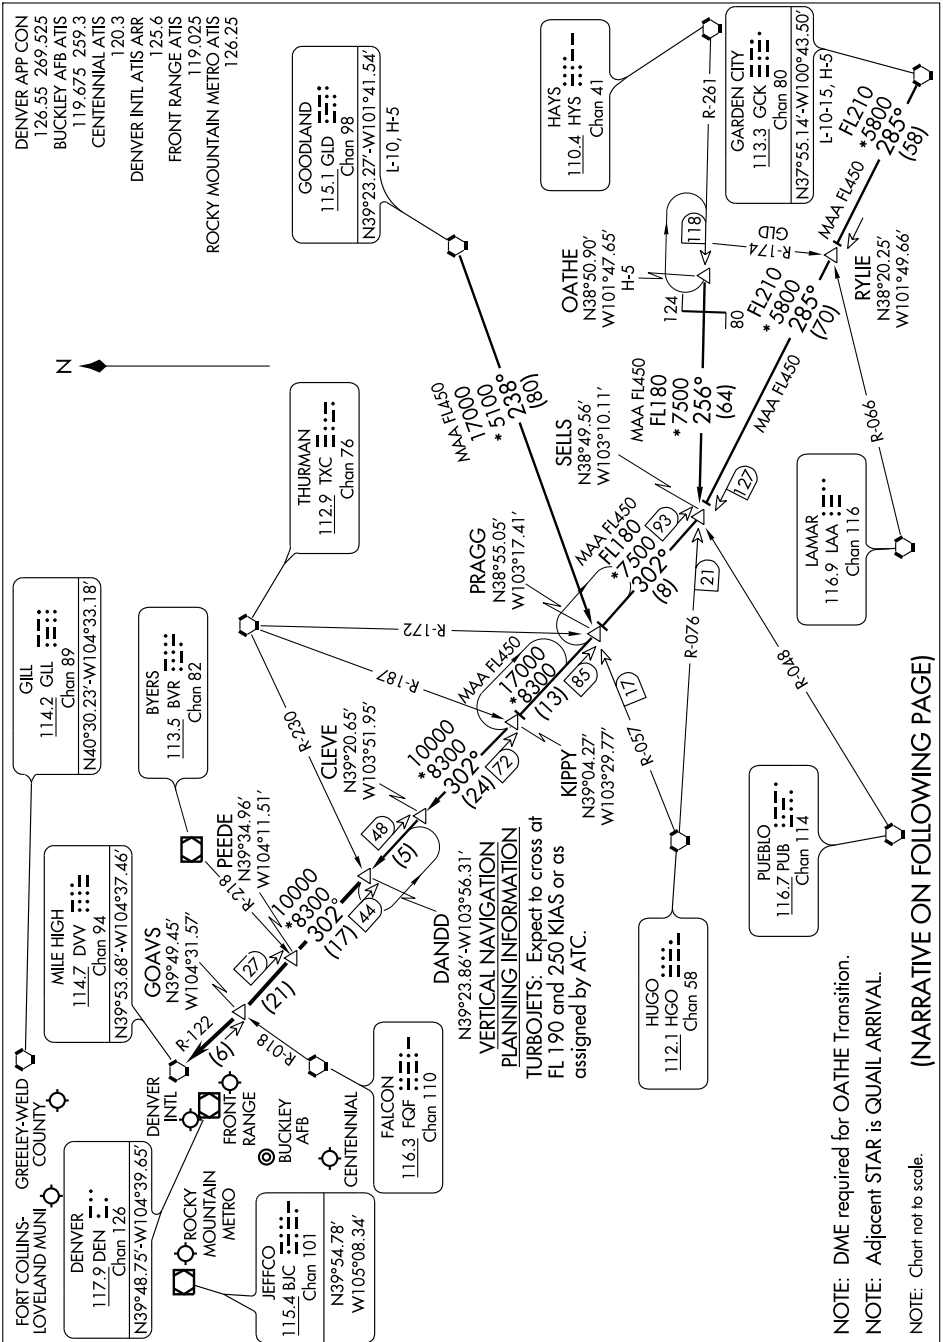 DENVER APP CON
126.55 269.525
BUCKLEY AFB ATIS
119.675 259.3
CENTENNIAL ATIS
120.3
DENVER INTL ATIS ARR
125.6
FRONT RANGE ATIS
119.025
ROCKY MOUNTAIN METRO ATIS
126.25
N
FORT COLLINS-
LOVELAND MUNI
GREELEY-WELD
COUNTY
GILL
114.2 GLL
Chan 89
N40°30.23'-W104°33.18'
DENVER
117.9 DEN
Chan 126
N39°48.75'-W104°39.65'
MILE HIGH
114.7 DVV
Chan 94
N39°53.68'-W104°37.46'
BYERS
113.5 BVR
Chan 82
THURMAN
112.9 TXC
Chan 76
GOODLAND
115.1 GLD
Chan 98
N39°23.27'-W101°41.54'
L-10, H-5
HAYS
110.4 HYS
Chan 41
GARDEN CITY
113.3 GCK
Chan 80
N37°55.14'-W100°43.50'
L-10-15, H-5
JEFFCO
115.4 BJC
Chan 101
N39°54.78'
W105°08.34'
FALCON
116.3 FQF
Chan 110
HUGO
112.1 HGO
Chan 58
PUEBLO
116.7 PUB
Chan 114
LAMAR
116.9 LAA
Chan 116
DENVER
INTL
FRONT
RANGE
BUCKLEY
AFB
CENTENNIAL
ROCKY
MOUNTAIN
METRO
GOAVS
N39°49.45'
W104°31.57'
PEEDE
N39°34.96'
W104°11.51'
CLEVE
N39°20.65'
W103°51.95'
DANDD
N39°23.86'-W103°56.31'
KIPPY
N39°04.27'
W103°29.77'
PRAGG
N38°55.05'
W103°17.41'
SELLS
N38°49.56'
W103°10.11'
OATHE
N38°50.90'
W101°47.65'
H-5
RYLIE
N38°20.25'
W101°49.66'
R-122
(6)
R-018
(21)
27
R-218
10000
*8300
302°
(17)
44
R-230
48
(5)
10000
*8300
302°
(24)
72
R-187
R-172
MAA FL450
17000
*8300
(13)
85
17
R-057
MAA FL450
FL180
*7500
302°
(8)
93
21
R-076
R-048
127
MAA FL450
17000
*5100
238°
(80)
MAA FL450
FL180
*7500
256°
(64)
124
80
118
R-261
R-174
GLD
FL210
*5800
285°
(70)
MAA FL450
R-066
FL210
*5800
285°
(58)
MAA FL450
VERTICAL NAVIGATION
PLANNING INFORMATION
TURBOJETS: Expect to cross at
FL 190 and 250 KIAS or as
assigned by ATC.
NOTE: DME required for OATHE Transition.
NOTE: Adjacent STAR is QUAIL ARRIVAL.
NOTE: Chart not to scale.
(NARRATIVE ON FOLLOWING PAGE)